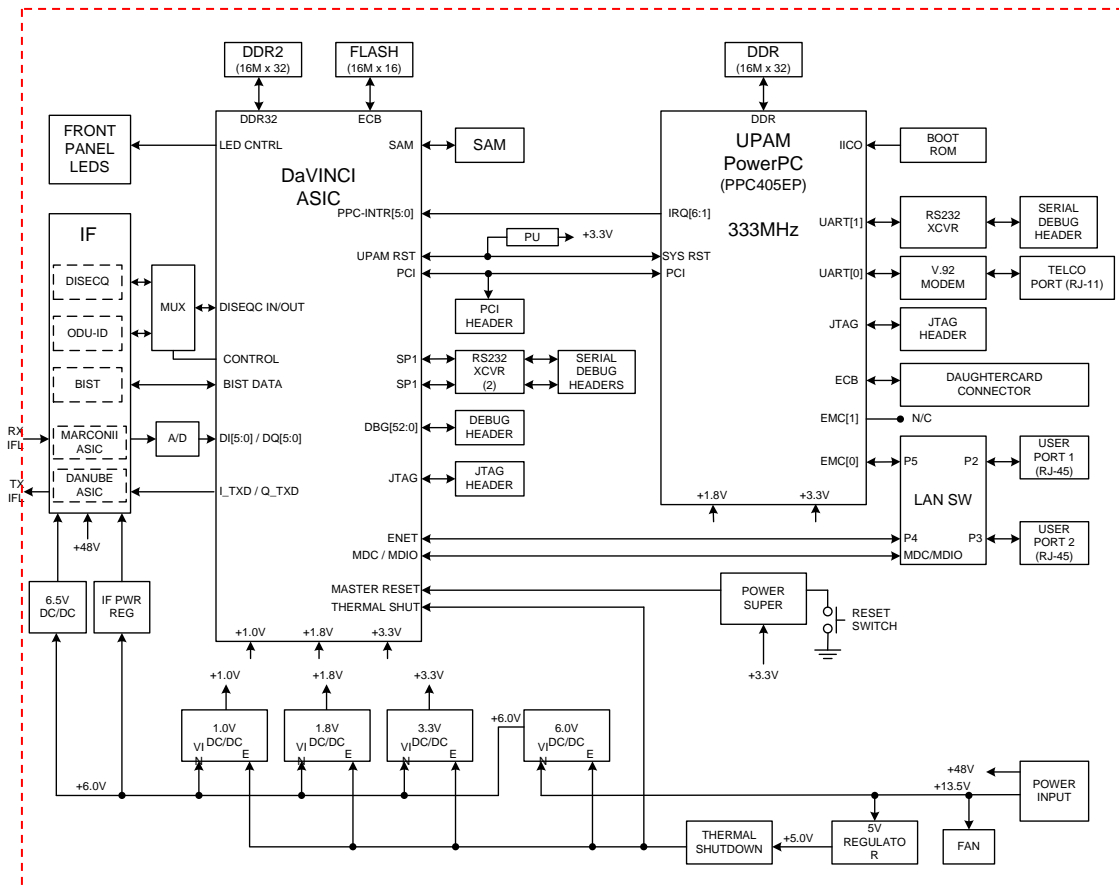 DDR2
(16M x 32)
FLASH
(16M x 16)
DDR
(16M x 32)
FRONT
PANEL
LEDS
DDR32
ECB
LED CNTRL
SAM
SAM
DaVINCI
ASIC
DDR
UPAM
PowerPC
(PPC405EP)
333MHz
IICO
BOOT
ROM
PPC-INTR[5:0]
IRQ[6:1]
UART[1]
RS232
XCVR
SERIAL
DEBUG
HEADER
IF
PU
+3.3V
UPAM RST
SYS RST
PCI
PCI
UART[0]
V.92
MODEM
TELCO
PORT (RJ-11)
DISECQ
MUX
DISEQC IN/OUT
PCI
HEADER
ODU-ID
JTAG
JTAG
HEADER
CONTROL
BIST
BIST DATA
SP1
SP1
RS232
XCVR
(2)
SERIAL
DEBUG
HEADERS
ECB
DAUGHTERCARD
CONNECTOR
EMC[1]
N/C
RX
IFL
MARCONII
ASIC
A/D
DI[5:0] / DQ[5:0]
DBG[52:0]
DEBUG
HEADER
EMC[0]
P5
P2
USER
PORT 1
(RJ-45)
TX
IFL
DANUBE
ASIC
I_TXD / Q_TXD
JTAG
JTAG
HEADER
+1.8V
+3.3V
LAN SW
+48V
ENET
P4
P3
USER
PORT 2
(RJ-45)
MDC / MDIO
MDC/MDIO
6.5V
DC/DC
IF PWR
REG
MASTER RESET
THERMAL SHUT
POWER
SUPER
RESET
SWITCH
+1.0V
+1.8V
+3.3V
+3.3V
+1.0V
+1.8V
+3.3V
1.0V
DC/DC
VI
N
E
1.8V
DC/DC
VI
N
E
3.3V
DC/DC
VI
N
E
+6.0V
6.0V
DC/DC
VI
N
E
+6.0V
+48V
+13.5V
POWER
INPUT
THERMAL
SHUTDOWN
+5.0V
5V
REGULATO
R
FAN